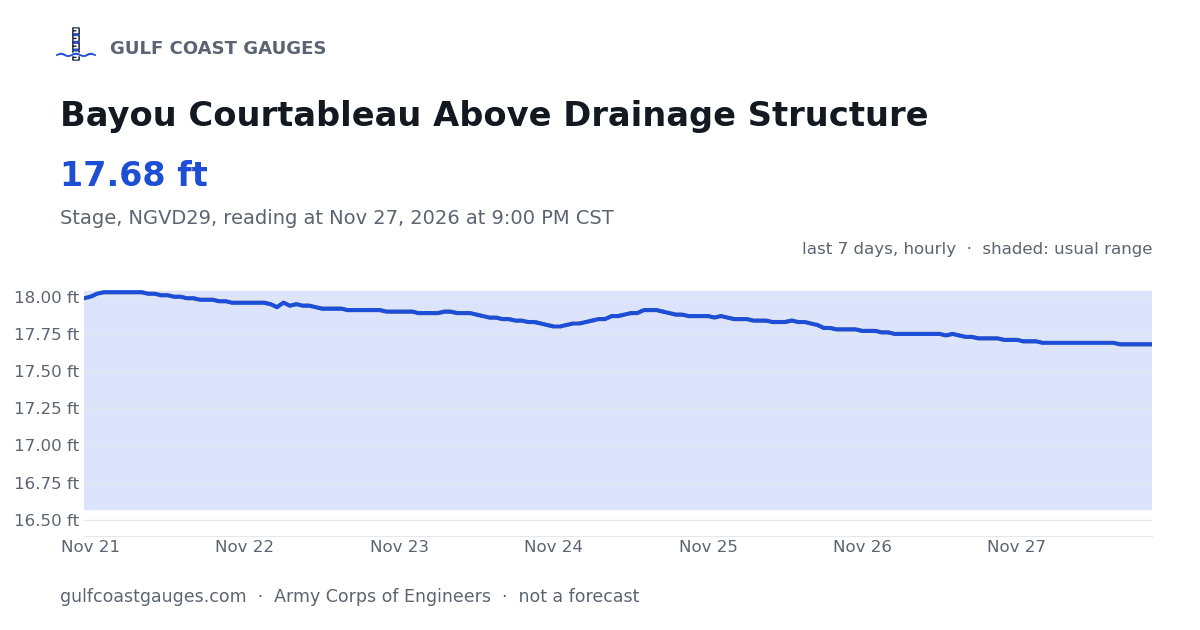 GULF COAST GAUGES
Bayou Courtableau Above Drainage Structure
17.68 ft
Stage, NGVD29, reading at Nov 27, 2026 at 9:00 PM CST
last 7 days, hourly · shaded: usual range
18.00 ft
17.75 ft
17.50 ft
17.25 ft
17.00 ft
16.75 ft
16.50 ft
Nov 21 Nov 22 Nov 23 Nov 24 Nov 25 Nov 26 Nov 27
gulfcoastgauges.com · Army Corps of Engineers · not a forecast